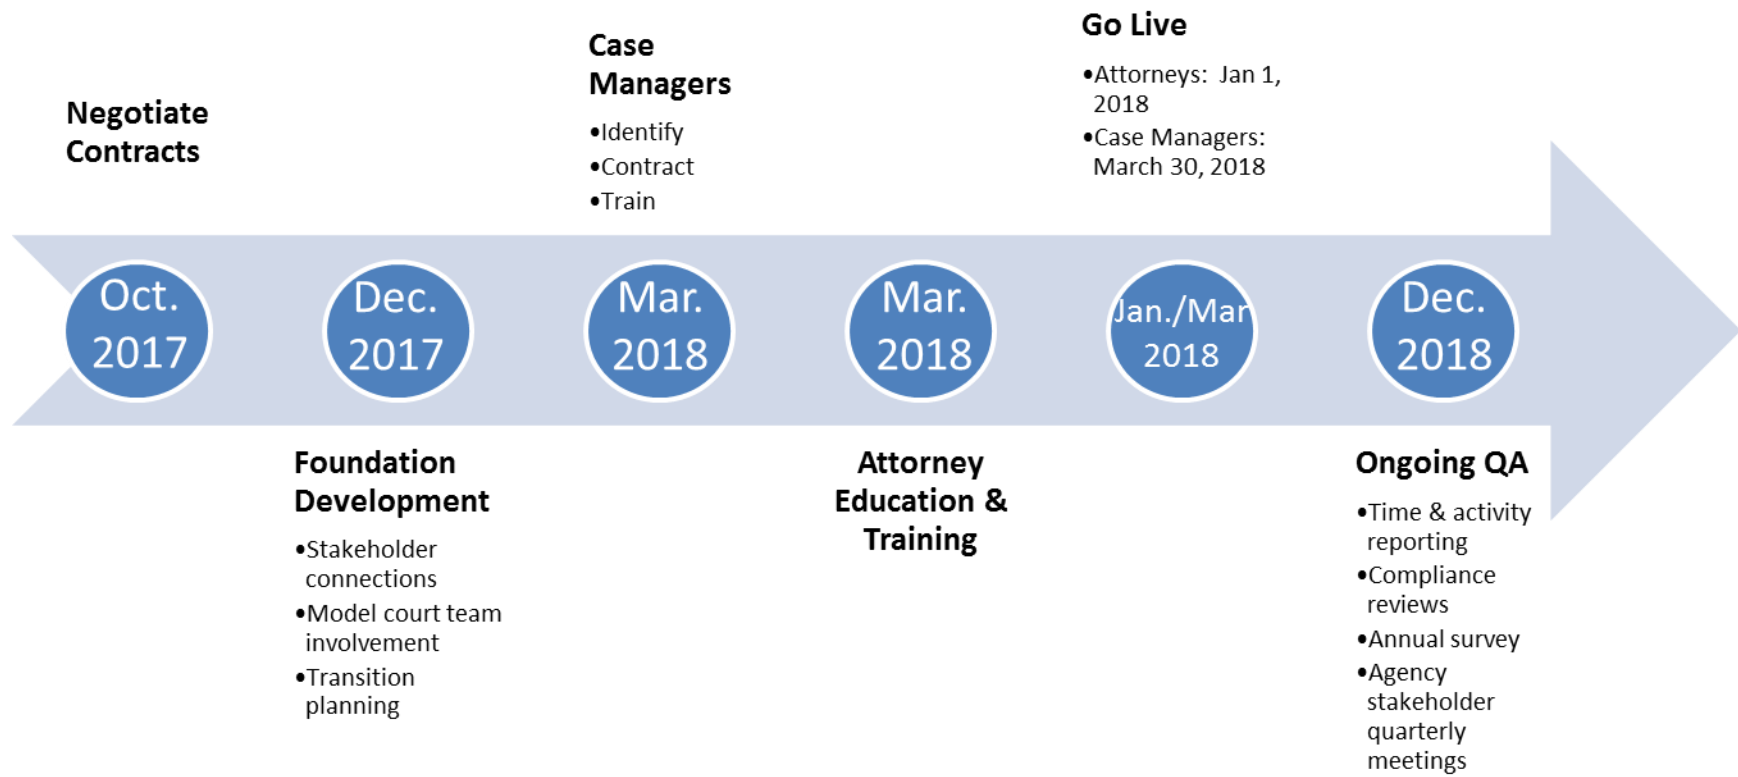 Negotiate
Contracts
Case
Managers
•Identify
•Contract
•Train
Go Live
•Attorneys: Jan 1,
2018
•Case Managers:
March 30, 2018
Oct.
2017
Dec.
2017
Mar.
2018
Mar.
2018
Jan./Mar
2018
Dec.
2018
Foundation
Development
•Stakeholder
connections
•Model court team
involvement
•Transition
planning
Attorney
Education &
Training
Ongoing QA
•Time & activity
reporting
•Compliance
reviews
•Annual survey
•Agency
stakeholder
quarterly
meetings